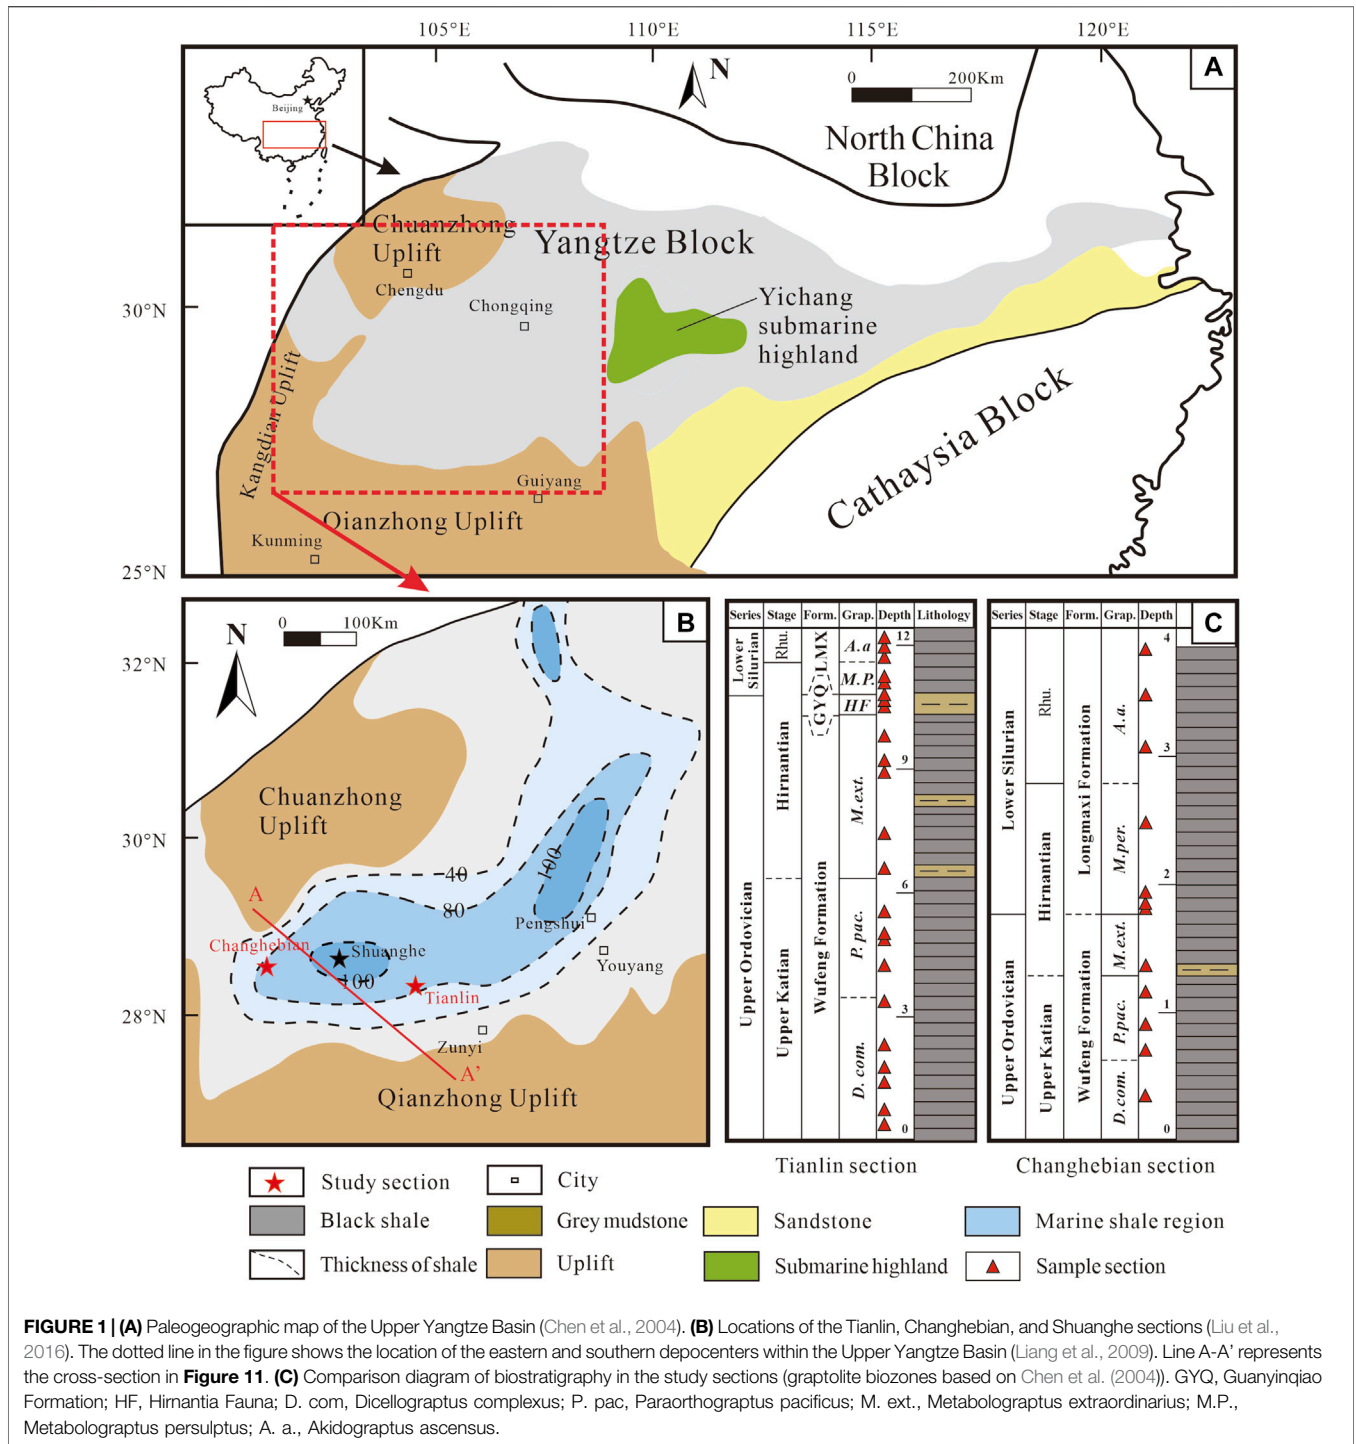 105°E 110°E 115°E 120°E
A
N
0 200Km
Beijing
North China
Block
Chuanzhong
Uplift
Yangtze Block
Chengdu
Chongqing
Yichang
submarine
highland
30°N
Kangdian Uplift
Cathaysia Block
Guiyang
Qianzhong Uplift
Kunming
25°N
B
0 100Km
N
32°N
Chuanzhong
Uplift
30°N
40
100
80
A
Pengshui
Changhebian
Shuanghe
Youyang
100
Tianlin
28°N
Zunyi
A'
Qianzhong Uplift
Series Stage Form. Grap. Depth Lithology
Lower Silurian
Rhu.
LMX
A.a
12
M.P.
GYQ
HF
Hirnantian
9
M.ext.
6
Upper Ordovician
Wufeng Formation
P. pac.
Upper Katian
3
D. com.
0
Tianlin section
Series Stage Form. Grap. Depth
C
4
Lower Silurian
Rhu.
Longmaxi Formation
A.a.
3
Hirnantian
M.per.
2
M.ext.
Upper Ordovician
Upper Katian
Wufeng Formation
P.pac.
1
D.com.
0
Changhebian section
Study section City
Black shale Grey mudstone Sandstone Marine shale region
Thickness of shale Uplift Submarine highland Sample section
FIGURE 1 | (A) Paleogeographic map of the Upper Yangtze Basin (Chen et al., 2004). (B) Locations of the Tianlin, Changhebian, and Shuanghe sections (Liu et al.,
2016). The dotted line in the figure shows the location of the eastern and southern depocenters within the Upper Yangtze Basin (Liang et al., 2009). Line A-A' represents
the cross-section in Figure 11. (C) Comparison diagram of biostratigraphy in the study sections (graptolite biozones based on Chen et al. (2004)). GYQ, Guanyinqiao
Formation; HF, Hirnantia Fauna; D. com, Dicellograptus complexus; P. pac, Paraorthograptus pacificus; M. ext., Metabolograptus extraordinarius; M.P.,
Metabolograptus persulptus; A. a., Akidograptus ascensus.